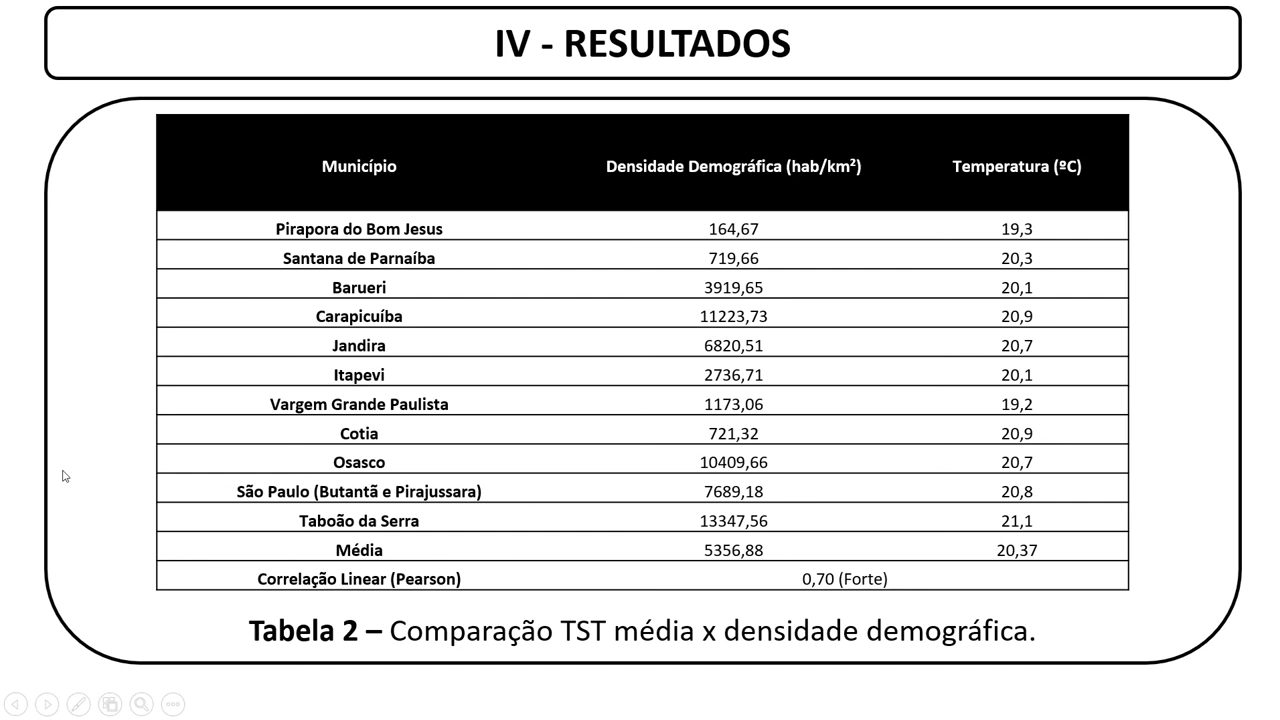 IV - RESULTADOS
Município Densidade Demográfica (hab/km²) Temperatura (ºC)
Pirapora do Bom Jesus 164,67 19,3
Santana de Parnaíba 719,66 20,3
Barueri 3919,65 20,1
Carapicuíba 11223,73 20,9
Jandira 6820,51 20,7
Itapevi 2736,71 20,1
Vargem Grande Paulista 1173,06 19,2
Cotia 721,32 20,9
Osasco 10409,66 20,7
São Paulo (Butantã e Pirajussara) 7689,18 20,8
Taboão da Serra 13347,56 21,1
Média 5356,88 20,37
Correlação Linear (Pearson) 0,70 (Forte)
Tabela 2 – Comparação TST média x densidade demográfica.